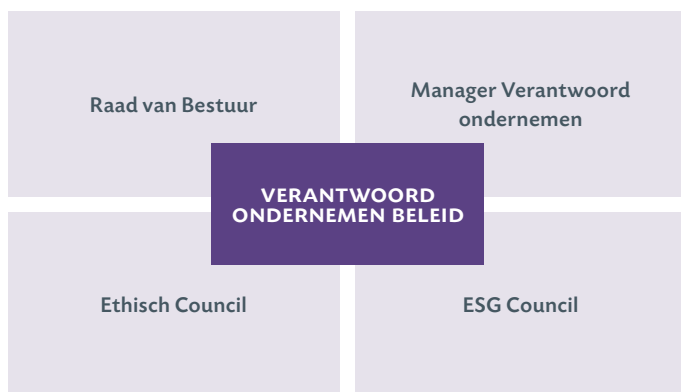 Raad van Bestuur
Manager Verantwoord
ondernemen
VERANTWOORD
ONDERNEMEN BELEID
Ethisch Council
ESG Council